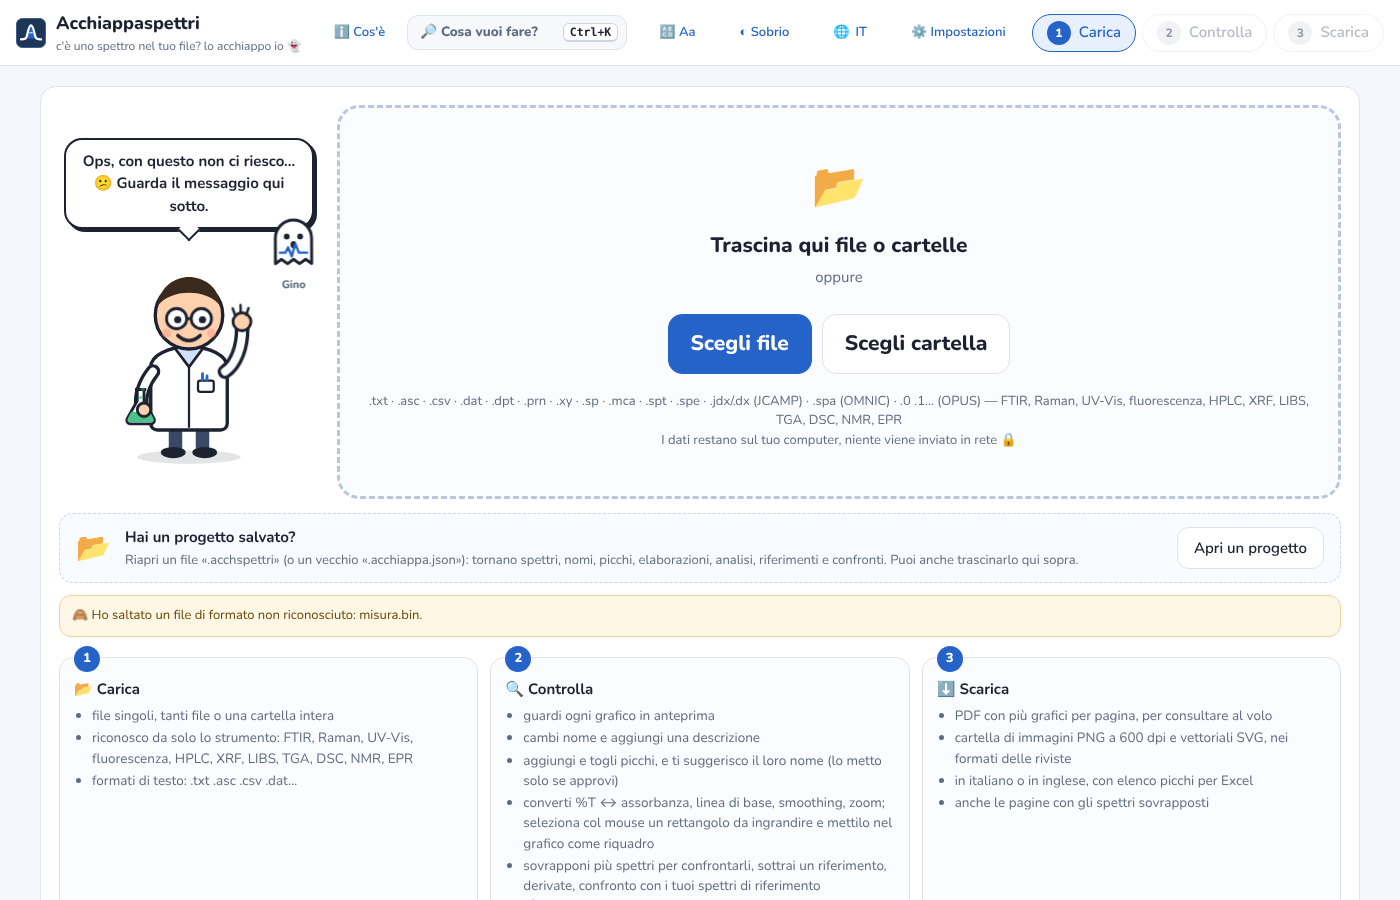 Acchiappaspettri
c'è uno spettro nel tuo file? lo acchiappo io 👻
ℹ️ Cos'è
🔎 Cosa vuoi fare? Ctrl+K
🔠 Aa
Sobrio
🌐 IT
⚙️ Impostazioni
1 Carica
2 Controlla
3 Scarica
Ops, con questo non ci riesco...
😕 Guarda il messaggio qui
sotto.
Gino
Trascina qui file o cartelle
oppure
Scegli file
Scegli cartella
.txt · .asc · .csv · .dat · .dpt · .prn · .xy · .sp · .mca · .spt · .spe · .jdx/.dx (JCAMP) · .spa (OMNIC) · .0 .1... (OPUS) — FTIR, Raman, UV-Vis, fluorescenza, HPLC, XRF, LIBS,
TGA, DSC, NMR, EPR
I dati restano sul tuo computer, niente viene inviato in rete 🔒
Hai un progetto salvato?
Riapri un file «.acchspettri» (o un vecchio «.acchiappa.json»): tornano spettri, nomi, picchi, elaborazioni, analisi, riferimenti e confronti. Puoi anche trascinarlo qui sopra.
Apri un progetto
🙈 Ho saltato un file di formato non riconosciuto: misura.bin.
1
📂 Carica
• file singoli, tanti file o una cartella intera
• riconosco da solo lo strumento: FTIR, Raman, UV-Vis,
fluorescenza, HPLC, XRF, LIBS, TGA, DSC, NMR, EPR
• formati di testo: .txt .asc .csv .dat...
2
🔍 Controlla
• guardi ogni grafico in anteprima
• cambi nome e aggiungi una descrizione
• aggiungi e togli picchi, e ti suggerisco il loro nome (lo metto
solo se approvi)
• converti %T ↔ assorbanza, linea di base, smoothing, zoom;
seleziona col mouse un rettangolo da ingrandire e mettilo nel
grafico come riquadro
• sovrapponi più spettri per confrontarli, sottrai un riferimento,
derivate, confronto con i tuoi spettri di riferimento
3
⬇️ Scarica
• PDF con più grafici per pagina, per consultare al volo
• cartella di immagini PNG a 600 dpi e vettoriali SVG, nei
formati delle riviste
• in italiano o in inglese, con elenco picchi per Excel
• anche le pagine con gli spettri sovrapposti